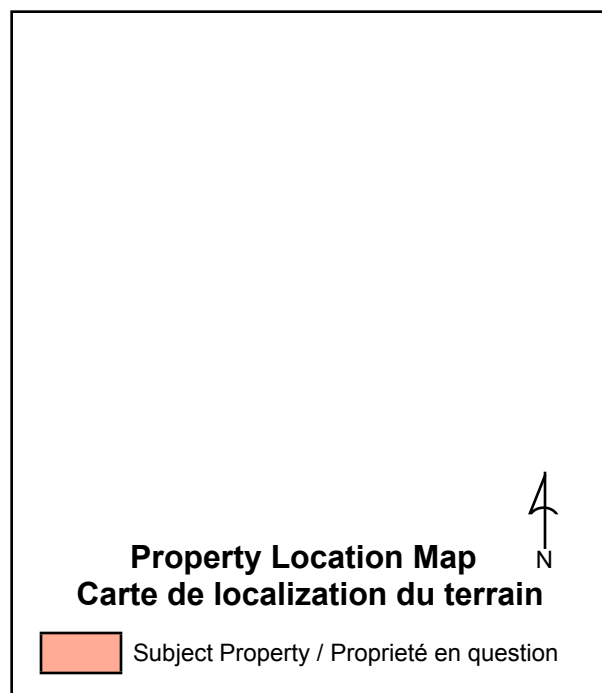 N
Property Location Map
Carte de localization du terrain
Subject Property / Proprieté en question